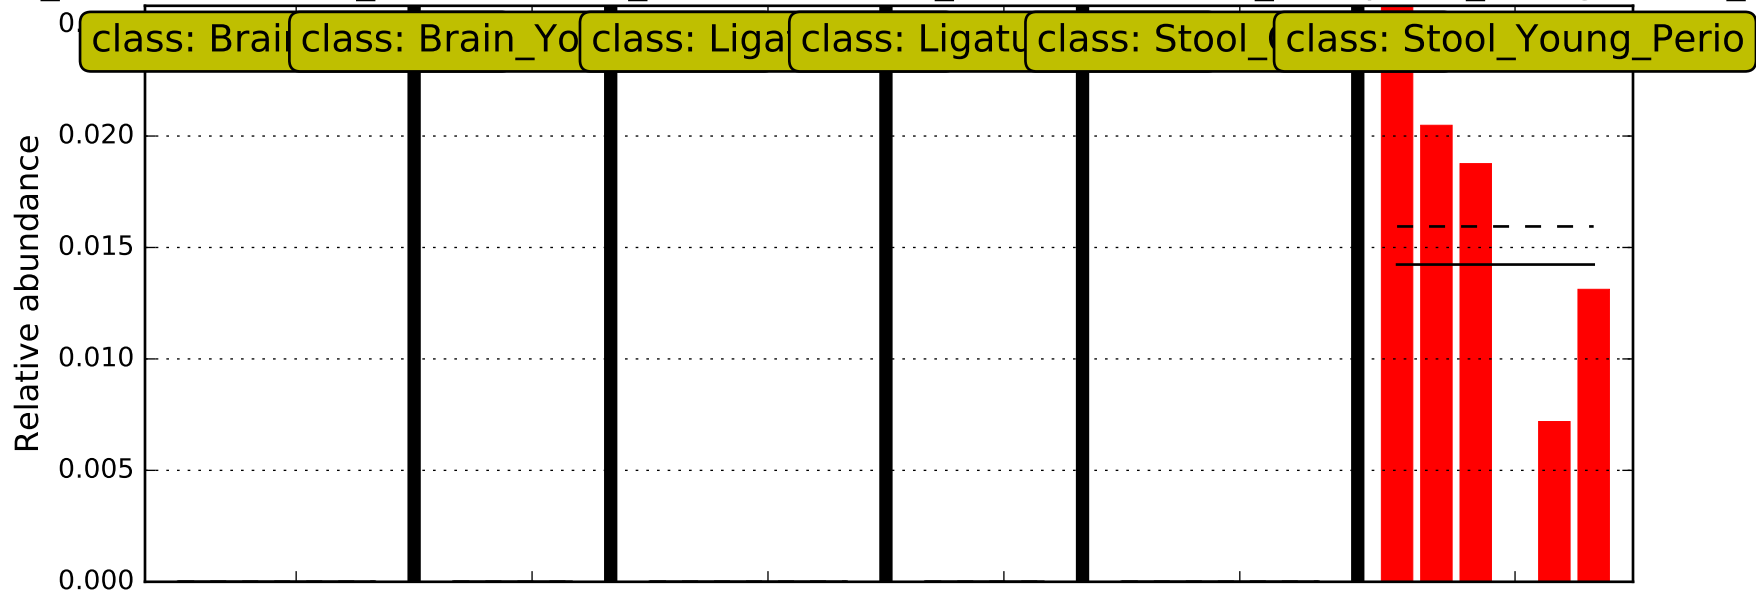 class: Brai
class: Brain_Yo
class: Liga
class: Ligatu
class: Stool_
class: Stool_Young_Perio
0.020
0.015
0.010
0.005
0.000
Relative abundance